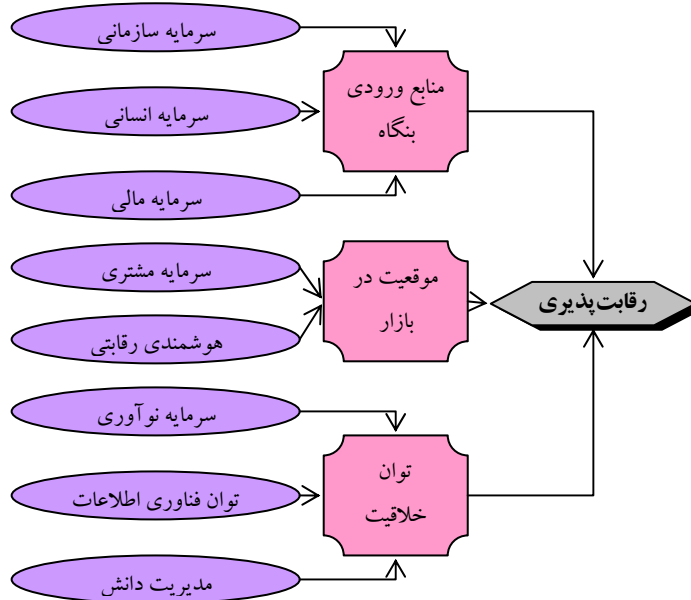 سرمایه سازمانی
منابع ورودی
بنگاه
سرمایه انسانی
سرمایه مالی
سرمایه مشتری
موقعیت در
بازار
رقابت‌پذیری
هوشمندی رقابتی
سرمایه نوآوری
توان
خلاقیت
توان فناوری اطلاعات
مدیریت دانش